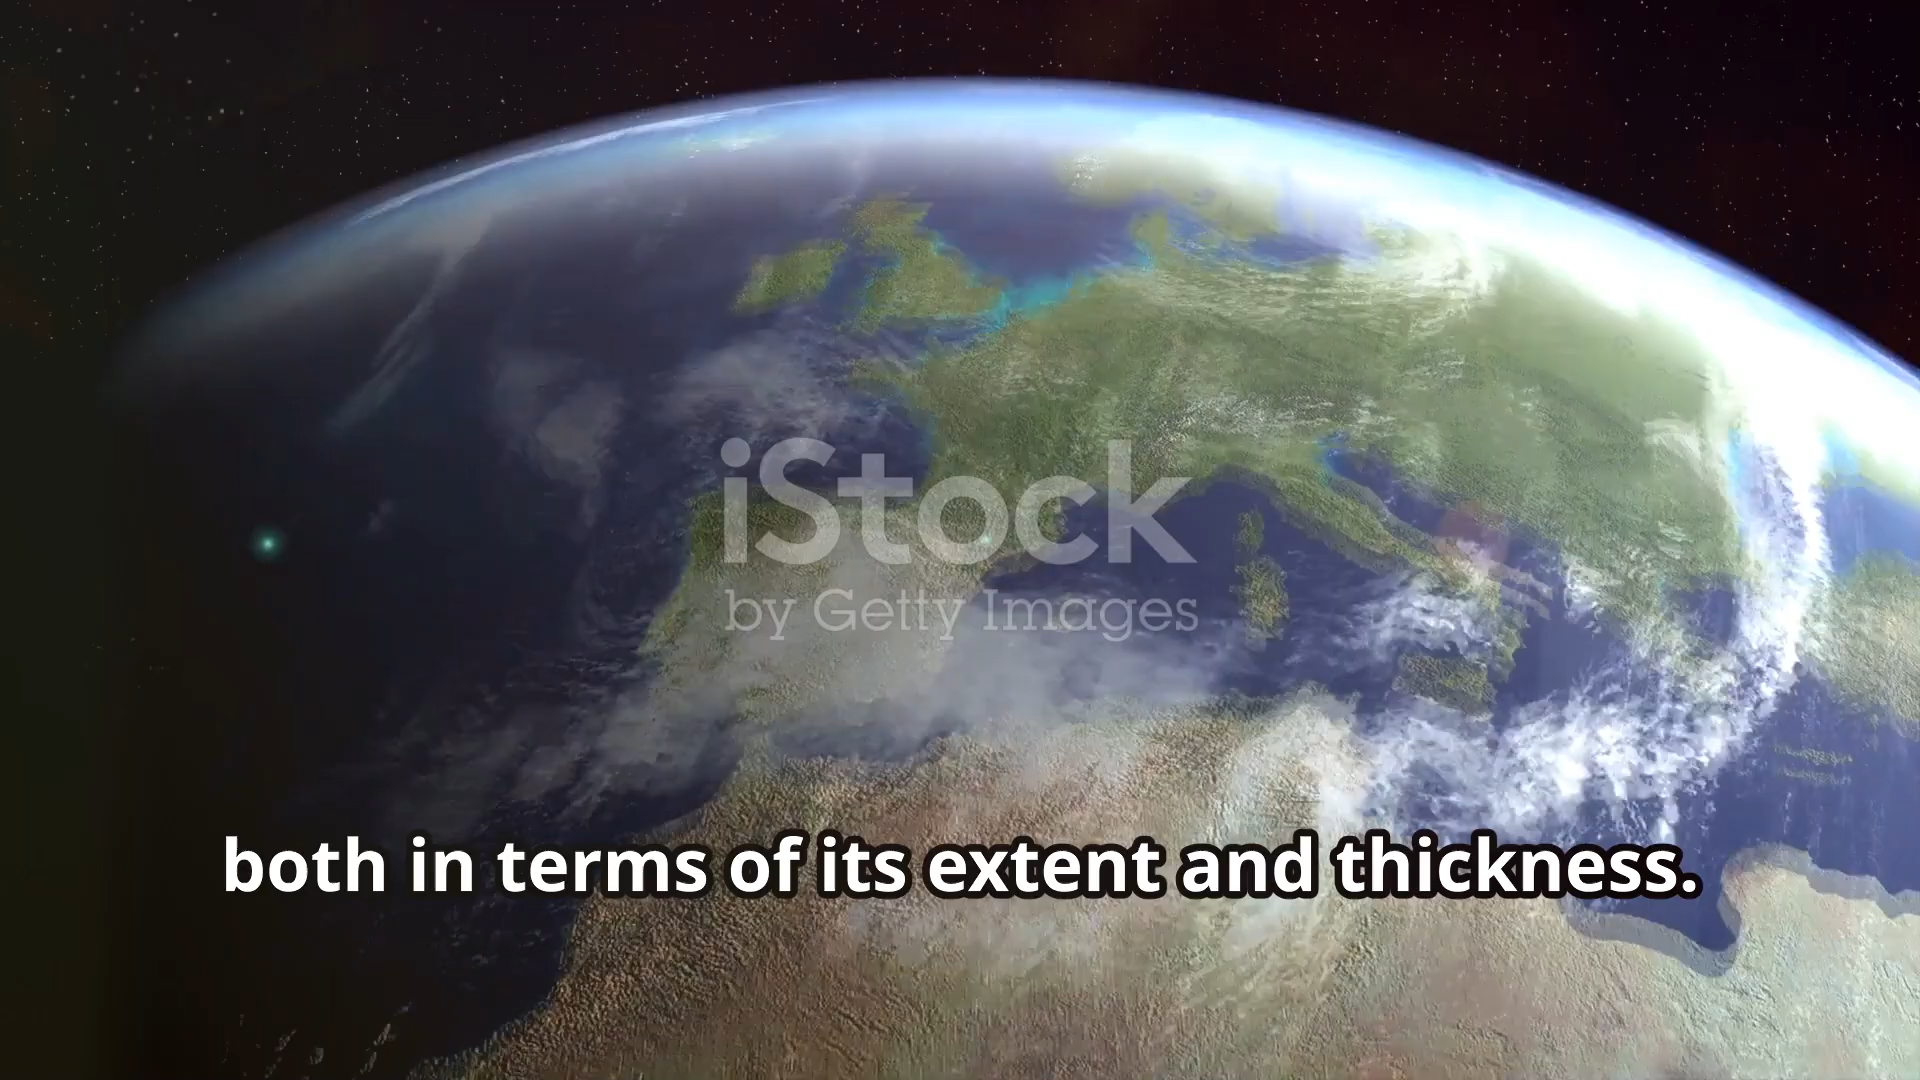 iStock
by Getty Images
both in terms of its extent and thickness.